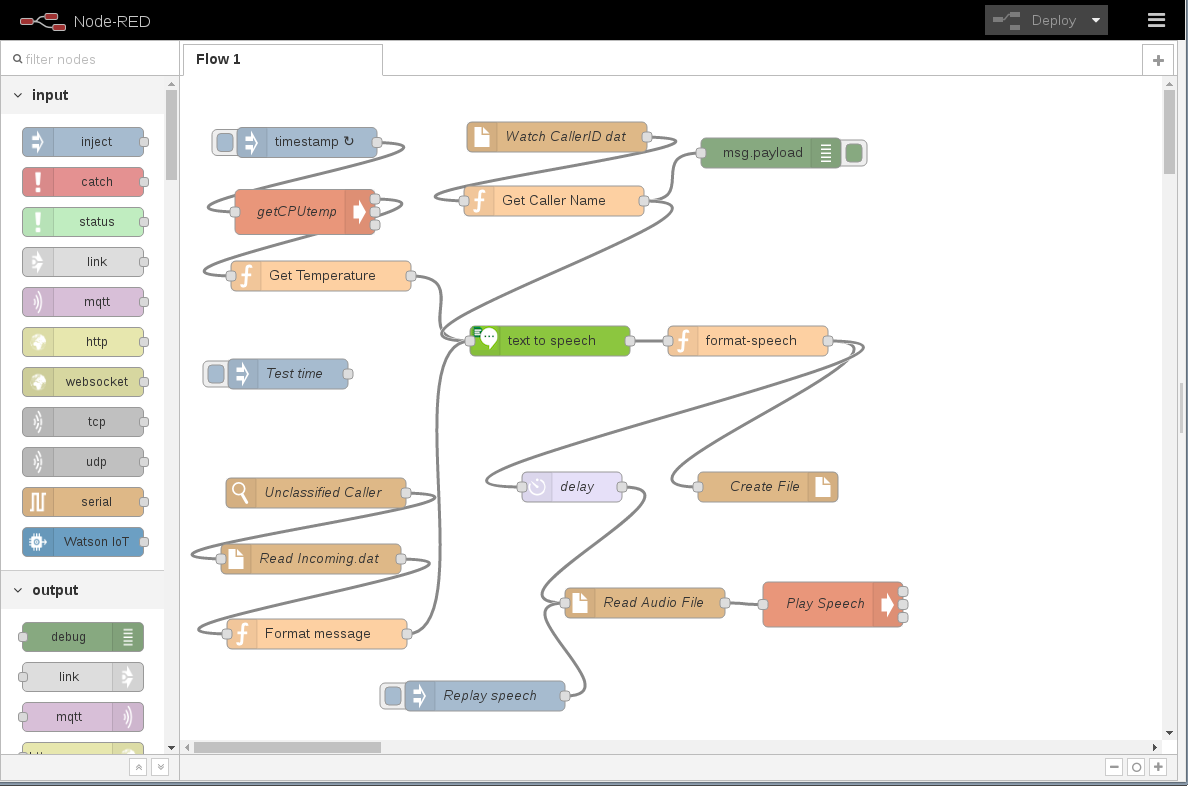 Node-RED
Deploy
filter nodes
Flow 1
input
inject
catch
status
link
mqtt
http
websocket
tcp
udp
serial
Watson IoT
output
debug
link
mqtt
timestamp ↻
getCPUtemp
Get Temperature
Test time
Unclassified Caller
Read Incoming.dat
Format message
Replay speech
Watch CallerID dat
Get Caller Name
msg.payload
text to speech
format-speech
delay
Create File
Read Audio File
Play Speech